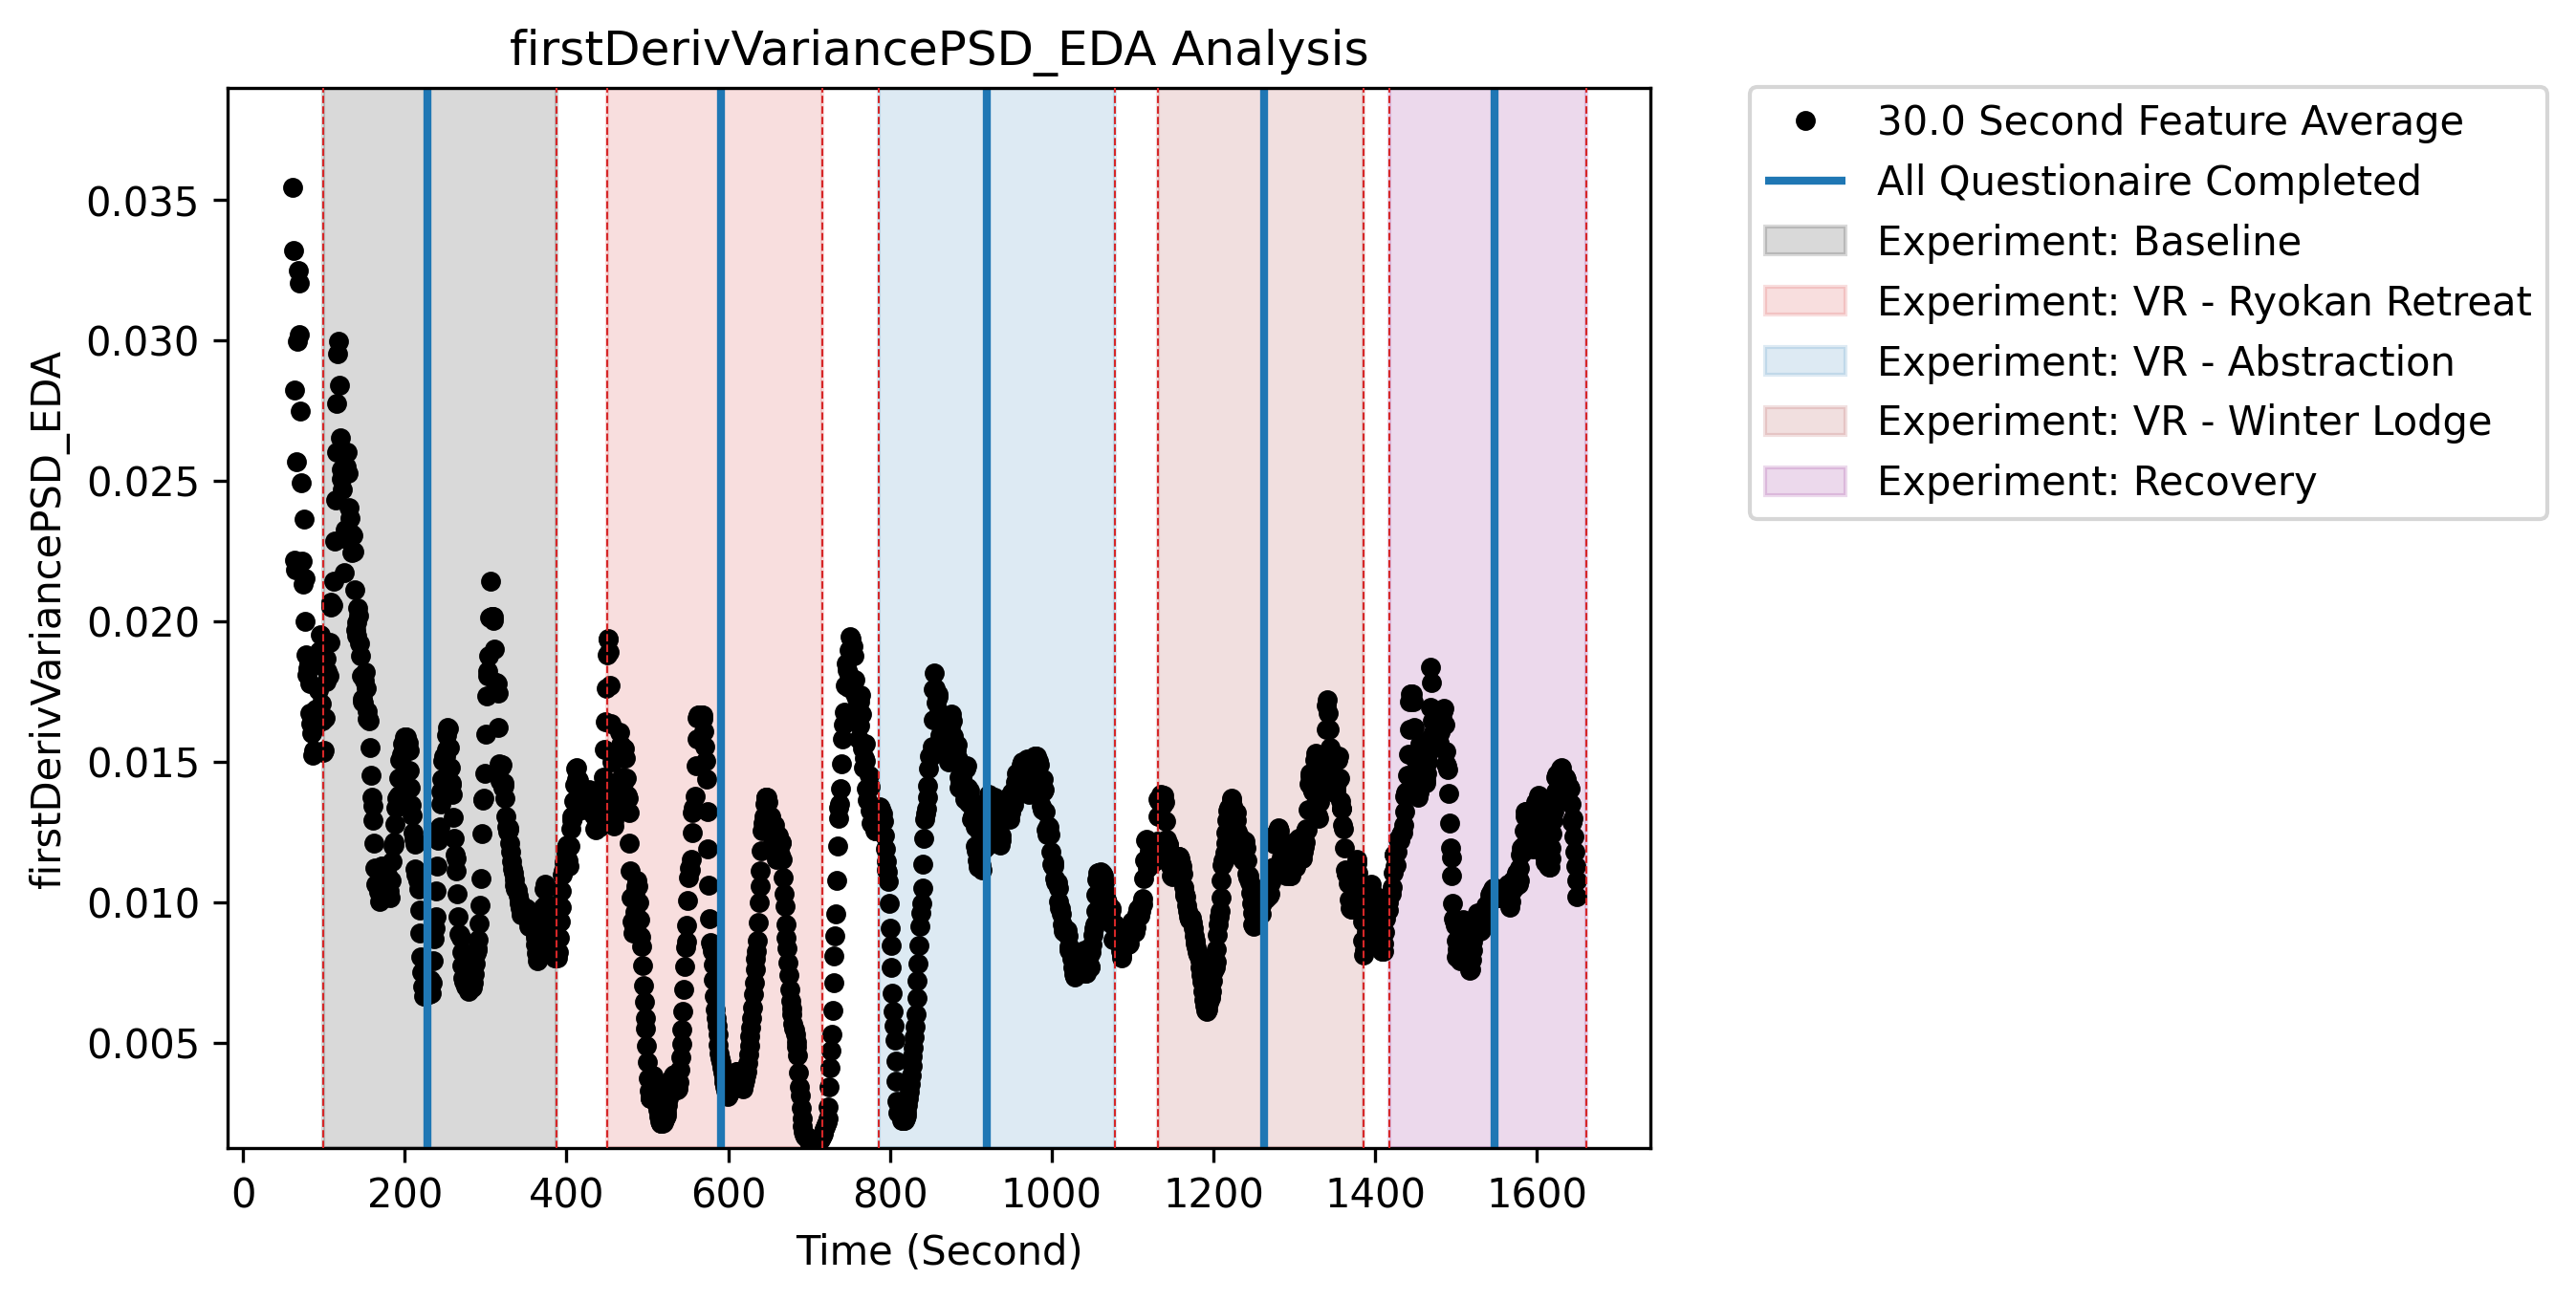 firstDerivVariancePSD_EDA Analysis
firstDerivVariancePSD_EDA
0.035
0.030
0.025
0.020
0.015
0.010
0.005
0
200
400
600
800
1000
1200
1400
1600
Time (Second)
30.0 Second Feature Average
All Questionaire Completed
Experiment: Baseline
Experiment: VR - Ryokan Retreat
Experiment: VR - Abstraction
Experiment: VR - Winter Lodge
Experiment: Recovery